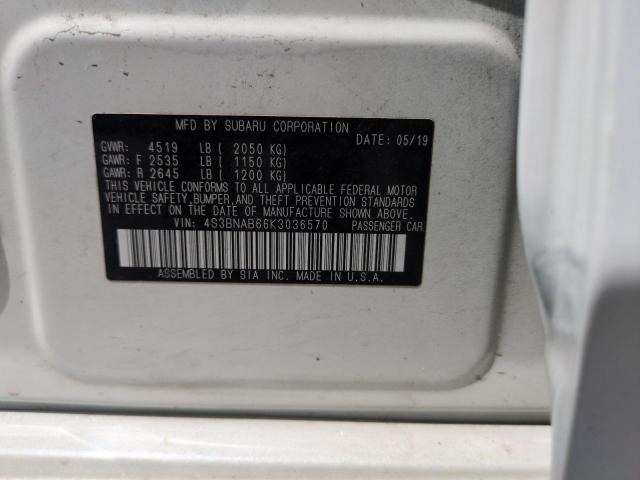 MFD BY SUBARU CORPORATION
DATE: 05/19
GVWR: 4519 LB ( 2050 KG)
GAWR: F 2535 LB ( 1150 KG)
GAWR: R 2645 LB ( 1200 KG)
THIS VEHICLE CONFORMS TO ALL APPLICABLE FEDERAL MOTOR
VEHICLE SAFETY,BUMPER,AND THEFT PREVENTION STANDARDS
IN EFFECT ON THE DATE OF MANUFACTURE SHOWN ABOVE.
VIN: 4S3BNAB66K3036570 PASSENGER CAR
ASSEMBLED BY SIA INC. MADE IN U.S.A.